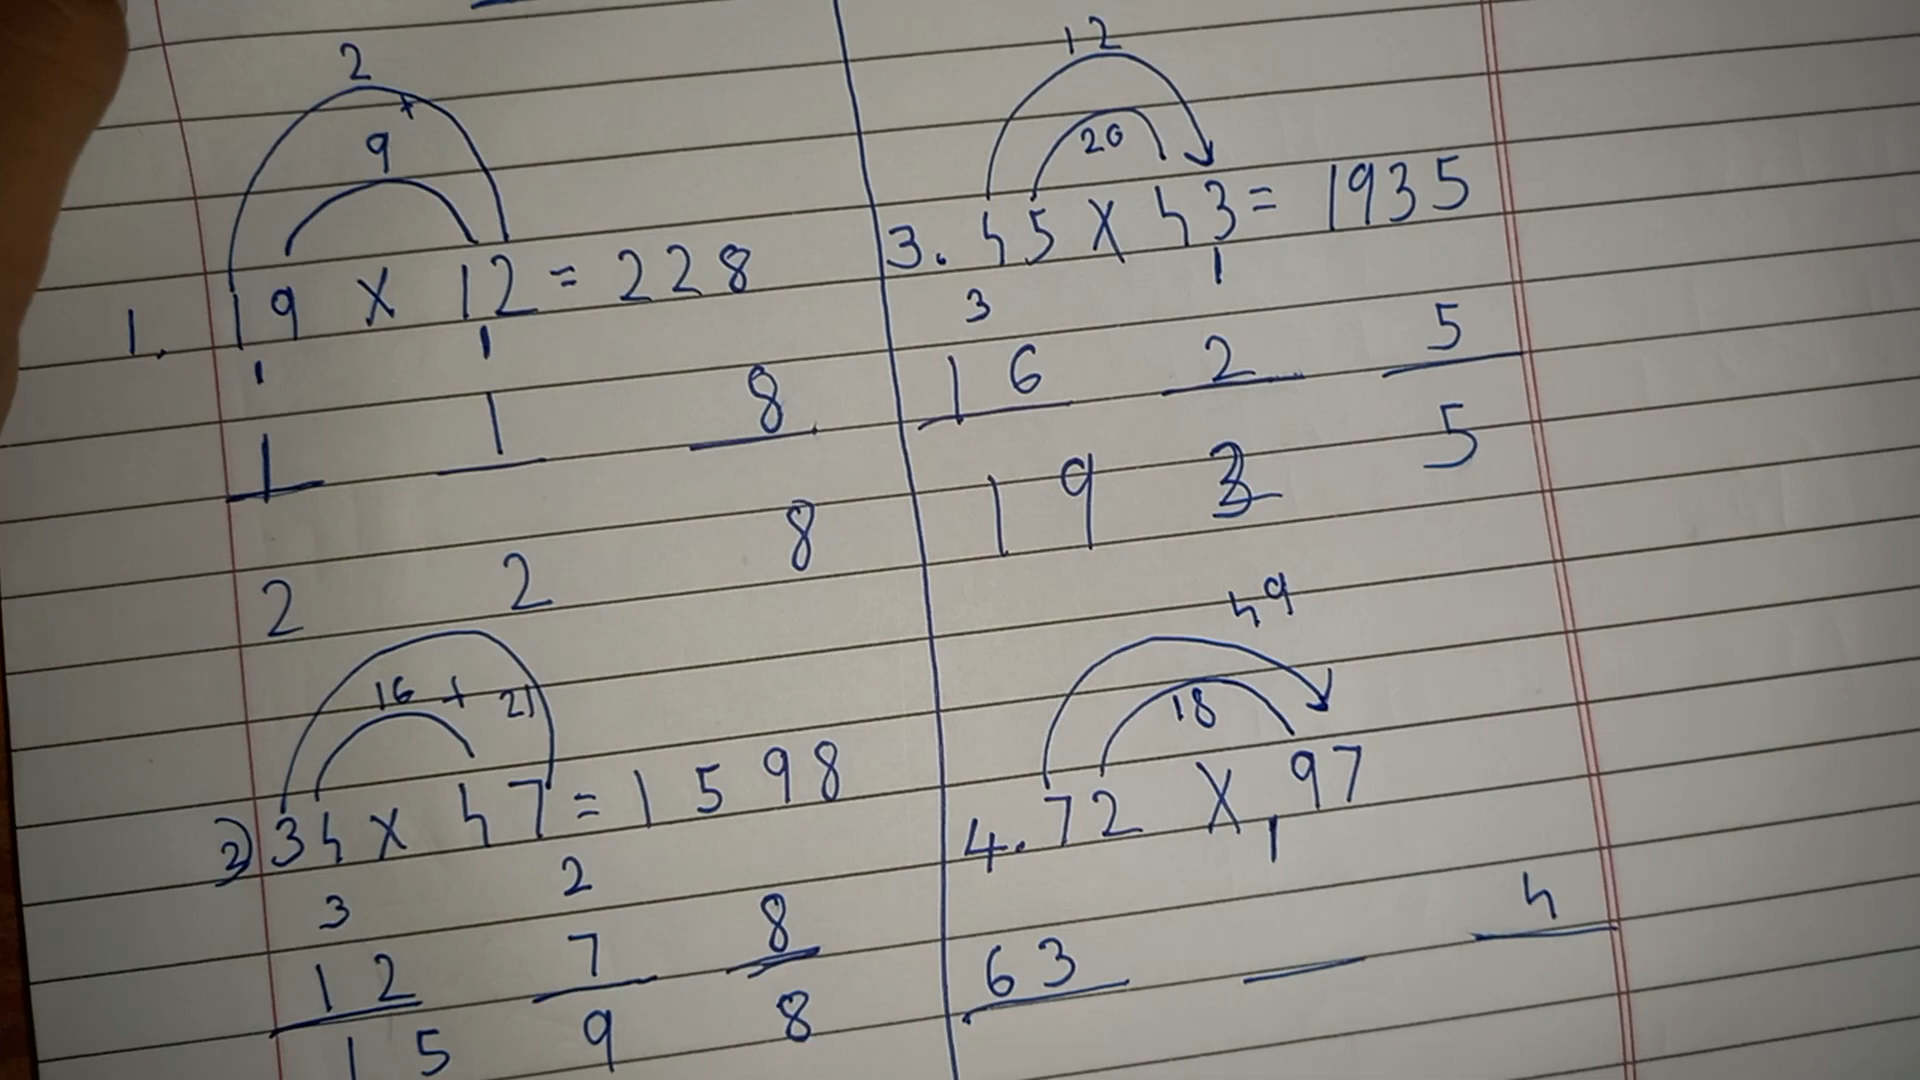 2
+
9
1. 19 X 12 = 228
1 1
1 1 8
2 2 8
16 + 21
2) 34 X 47 = 1598
3 2
12 7 8
15 9 8
12
20
3. 45 X 43 = 1935
1
3
16 2 5
19 3 5
49
18
4. 72 X 97
1
63 4